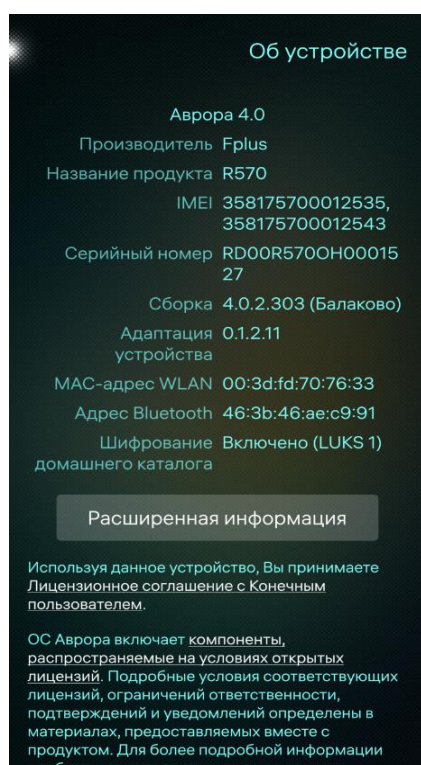 Об устройстве
Аврора 4.0
Производитель Fplus
Название продукта R570
IMEI 358175700012535,
358175700012543
Серийный номер RD00R570OH00015
27
Сборка 4.0.2.303 (Балаково)
Адаптация 0.1.2.11
устройства
MAC-адрес WLAN 00:3d:fd:70:76:33
Адрес Bluetooth 46:3b:46:ae:c9:91
Шифрование Включено (LUKS 1)
домашнего каталога
Расширенная информация
Используя данное устройство, Вы принимаете
Лицензионное соглашение с Конечным
пользователем.
ОС Аврора включает компоненты,
распространяемые на условиях открытых
лицензий. Подробные условия соответствующих
лицензий, ограничений ответственности,
подтверждений и уведомлений определены в
материалах, предоставляемых вместе с
продуктом. Для более подробной информации